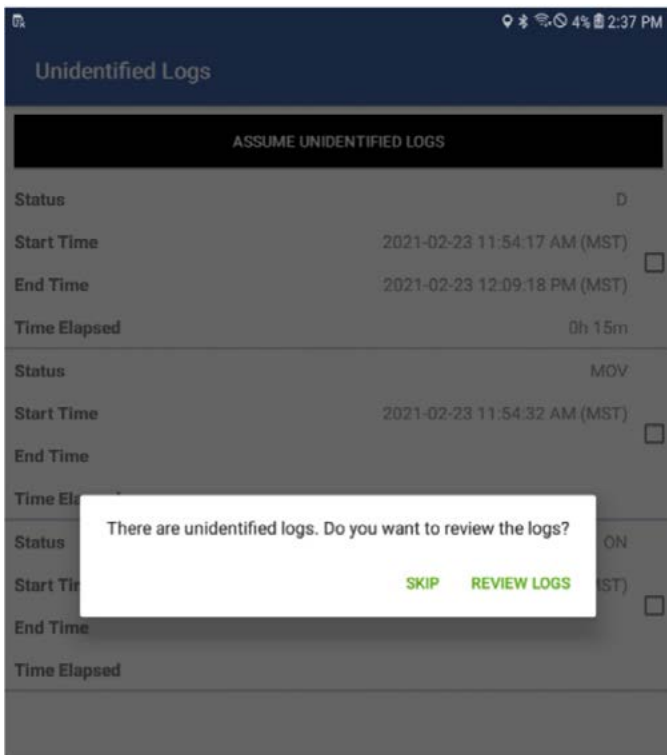 4% 2:37 PM
Unidentified Logs
ASSUME UNIDENTIFIED LOGS
Status D
Start Time 2021-02-23 11:54:17 AM (MST)
End Time 2021-02-23 12:09:18 PM (MST)
Time Elapsed 0h 15m
Status MOV
Start Time 2021-02-23 11:54:32 AM (MST)
End Time
Time
There are unidentified logs. Do you want to review the logs?
Status ON
SKIP REVIEW LOGS
Start
End Time
Time Elapsed